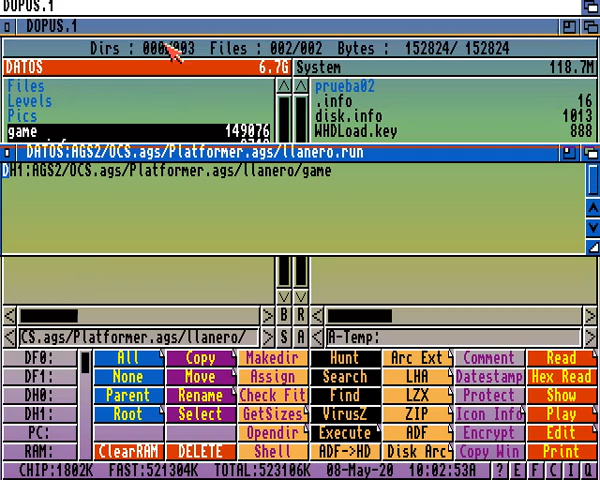 DOPUS.1
DOPUS.1
Dirs : 000/003 Files : 002/002 Bytes : 152824/ 152824
DATOS 6.7G System 118.7M
Files prueba02
Levels .info 16
Pics disk.info 1013
game 149076 WHDLoad.key 888
DATOS:AGS2/OCS.ags/Platformer.ags/llanero.run
DH1:AGS2/OCS.ags/Platformer.ags/llanero/game
B R
CS.ags/Platformer.ags/llanero/ S A A-Temp:
DF0: All Copy Makedir Hunt Arc Ext Comment Read
DF1: None Move Assign Search LHA Datestamp Hex Read
DH0: Parent Rename Check Fit Find LZX Protect Show
DH1: Root Select GetSizes VirusZ ZIP Icon Info Play
PC: Opendir Execute ADF Encrypt Edit
RAM: ClearRAM DELETE Shell ADF->HD Disk Arc Copy Win Print
CHIP:1802K FAST:521304K TOTAL:523106K 08-May-20 10:02:53A ? E F C I Q